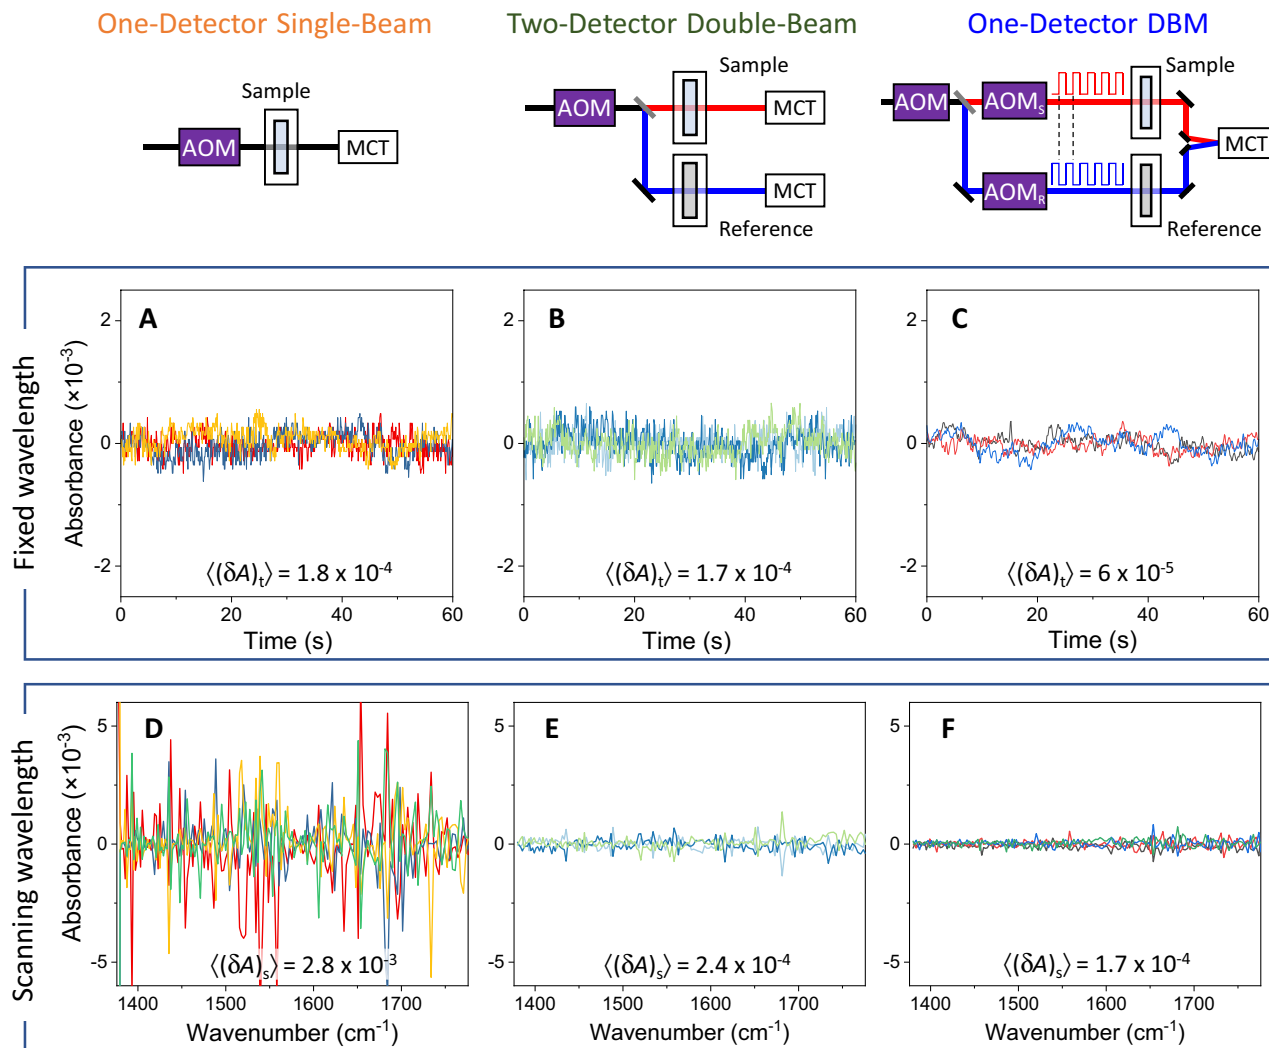 One-Detector Single-Beam
Two-Detector Double-Beam
One-Detector DBM
Sample
AOM
MCT
AOM
Sample
MCT
MCT
Reference
AOM
AOMS
Sample
MCT
AOMR
Reference
Fixed wavelength
Absorbance (×10-3)
A
2
0
-2
⟨(δA)t⟩ = 1.8 x 10-4
0 20 40 60
Time (s)
B
2
0
-2
⟨(δA)t⟩ = 1.7 x 10-4
0 20 40 60
Time (s)
C
2
0
-2
⟨(δA)t⟩ = 6 x 10-5
0 20 40 60
Time (s)
Scanning wavelength
Absorbance (×10-3)
D
5
0
-5
⟨(δA)s⟩ = 2.8 x 10-3
1400 1500 1600 1700
Wavenumber (cm-1)
E
5
0
-5
⟨(δA)s⟩ = 2.4 x 10-4
1400 1500 1600 1700
Wavenumber (cm-1)
F
5
0
-5
⟨(δA)s⟩ = 1.7 x 10-4
1400 1500 1600 1700
Wavenumber (cm-1)